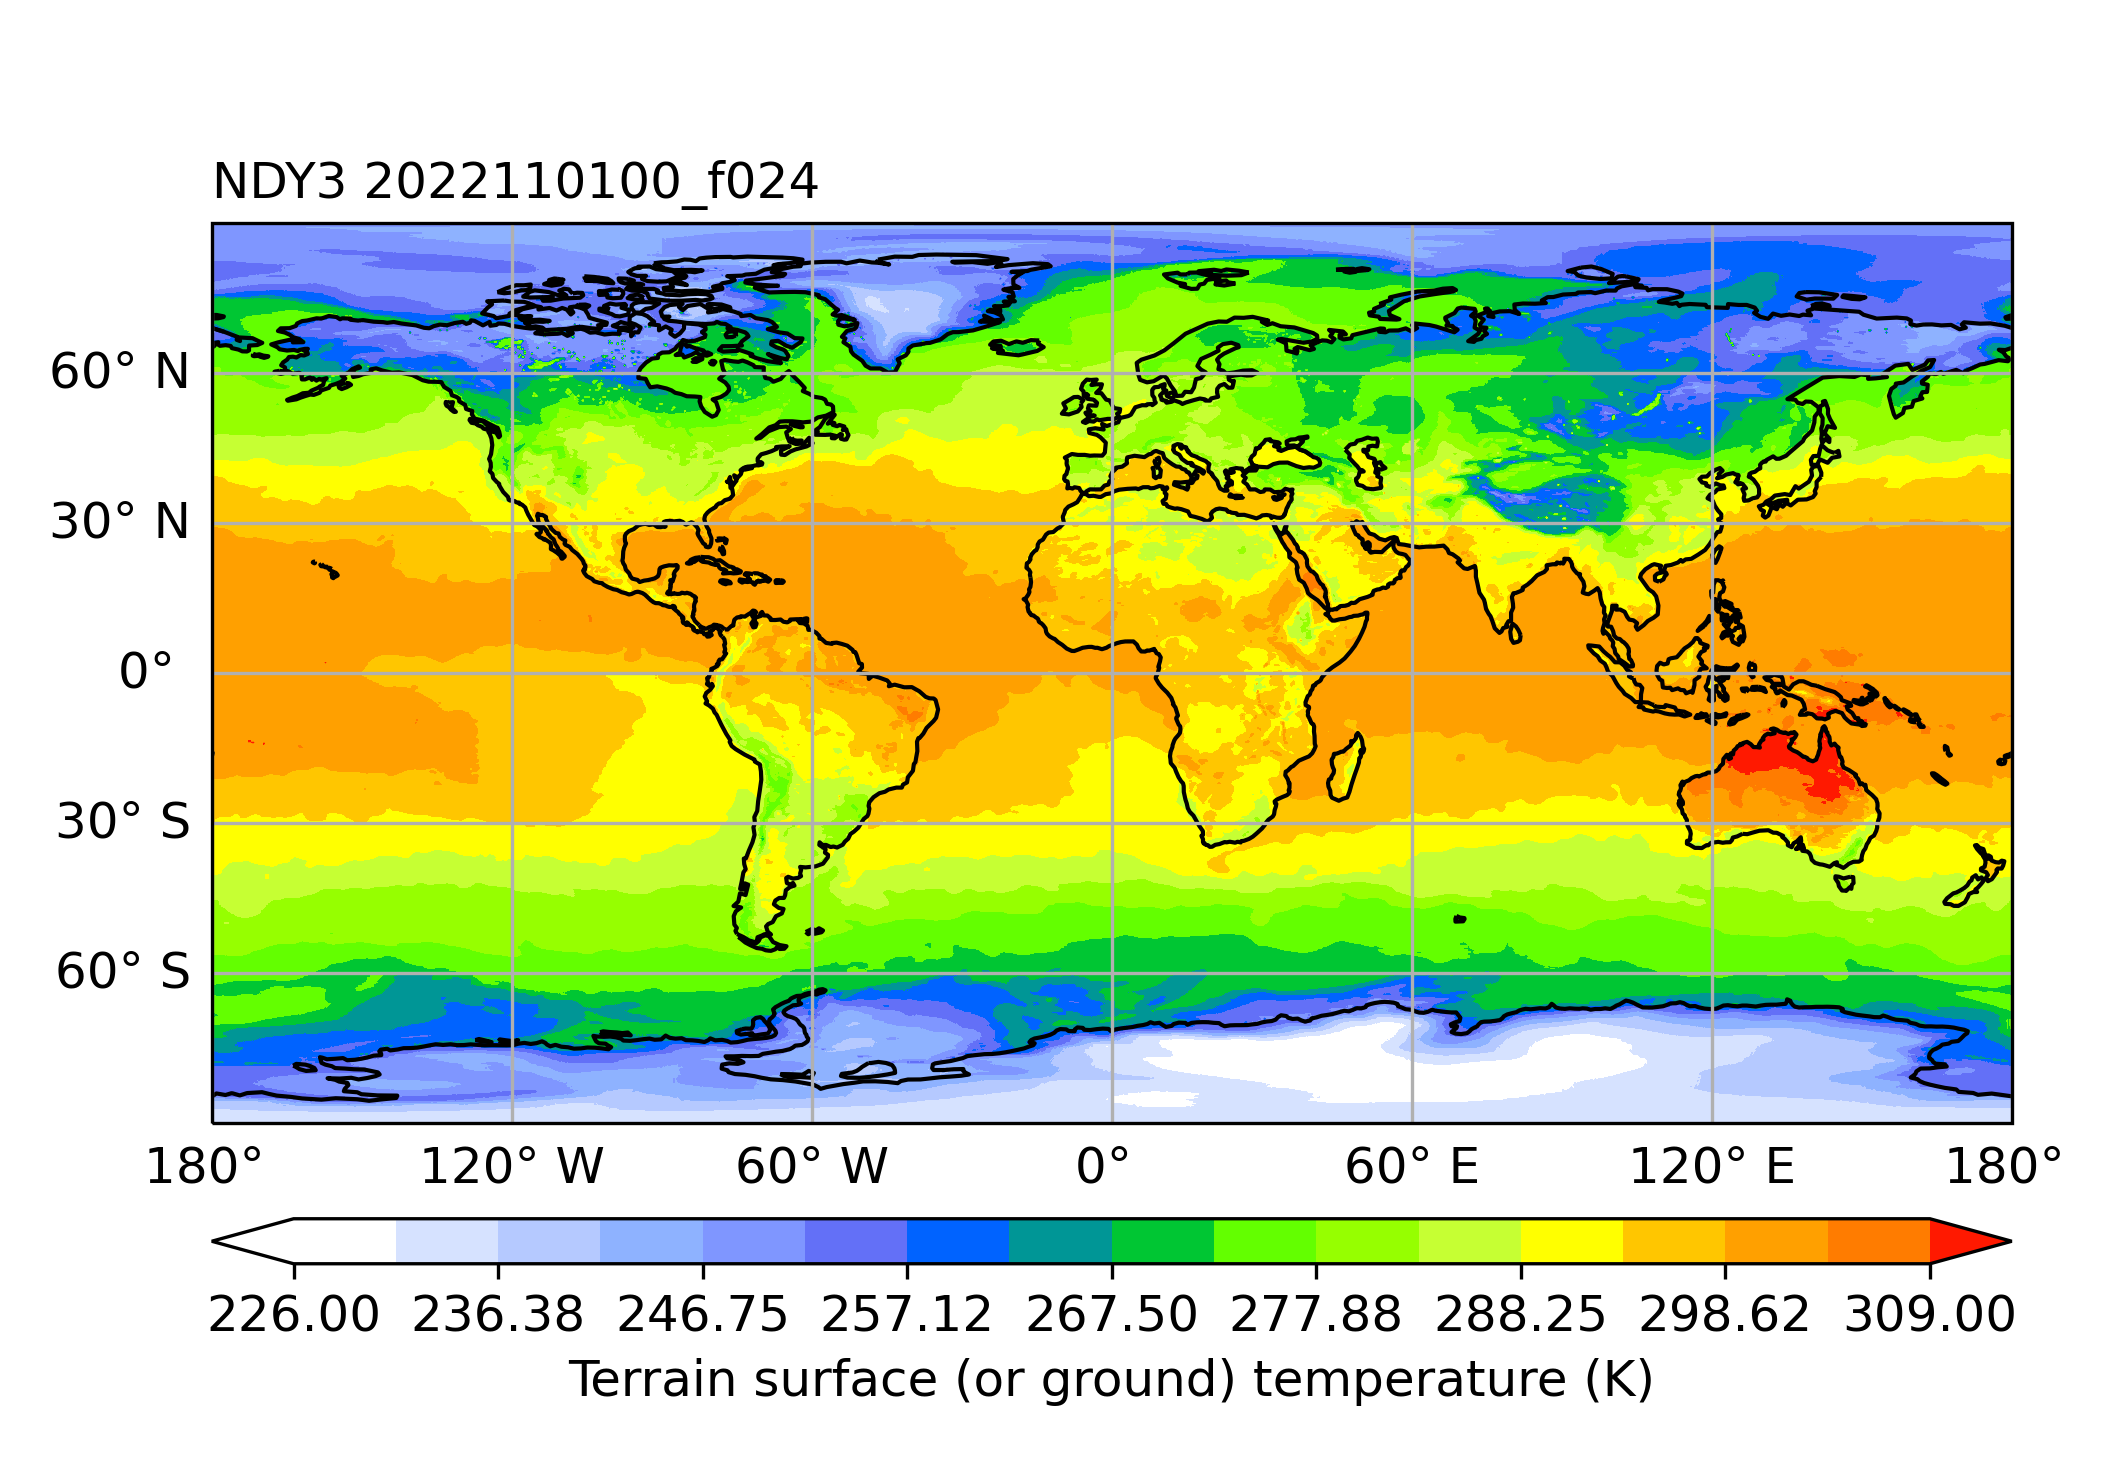 NDY3 2022110100_f024
60° N
30° N
0°
30° S
60° S
180° 120° W 60° W 0° 60° E 120° E 180°
226.00 236.38 246.75 257.12 267.50 277.88 288.25 298.62 309.00
Terrain surface (or ground) temperature (K)